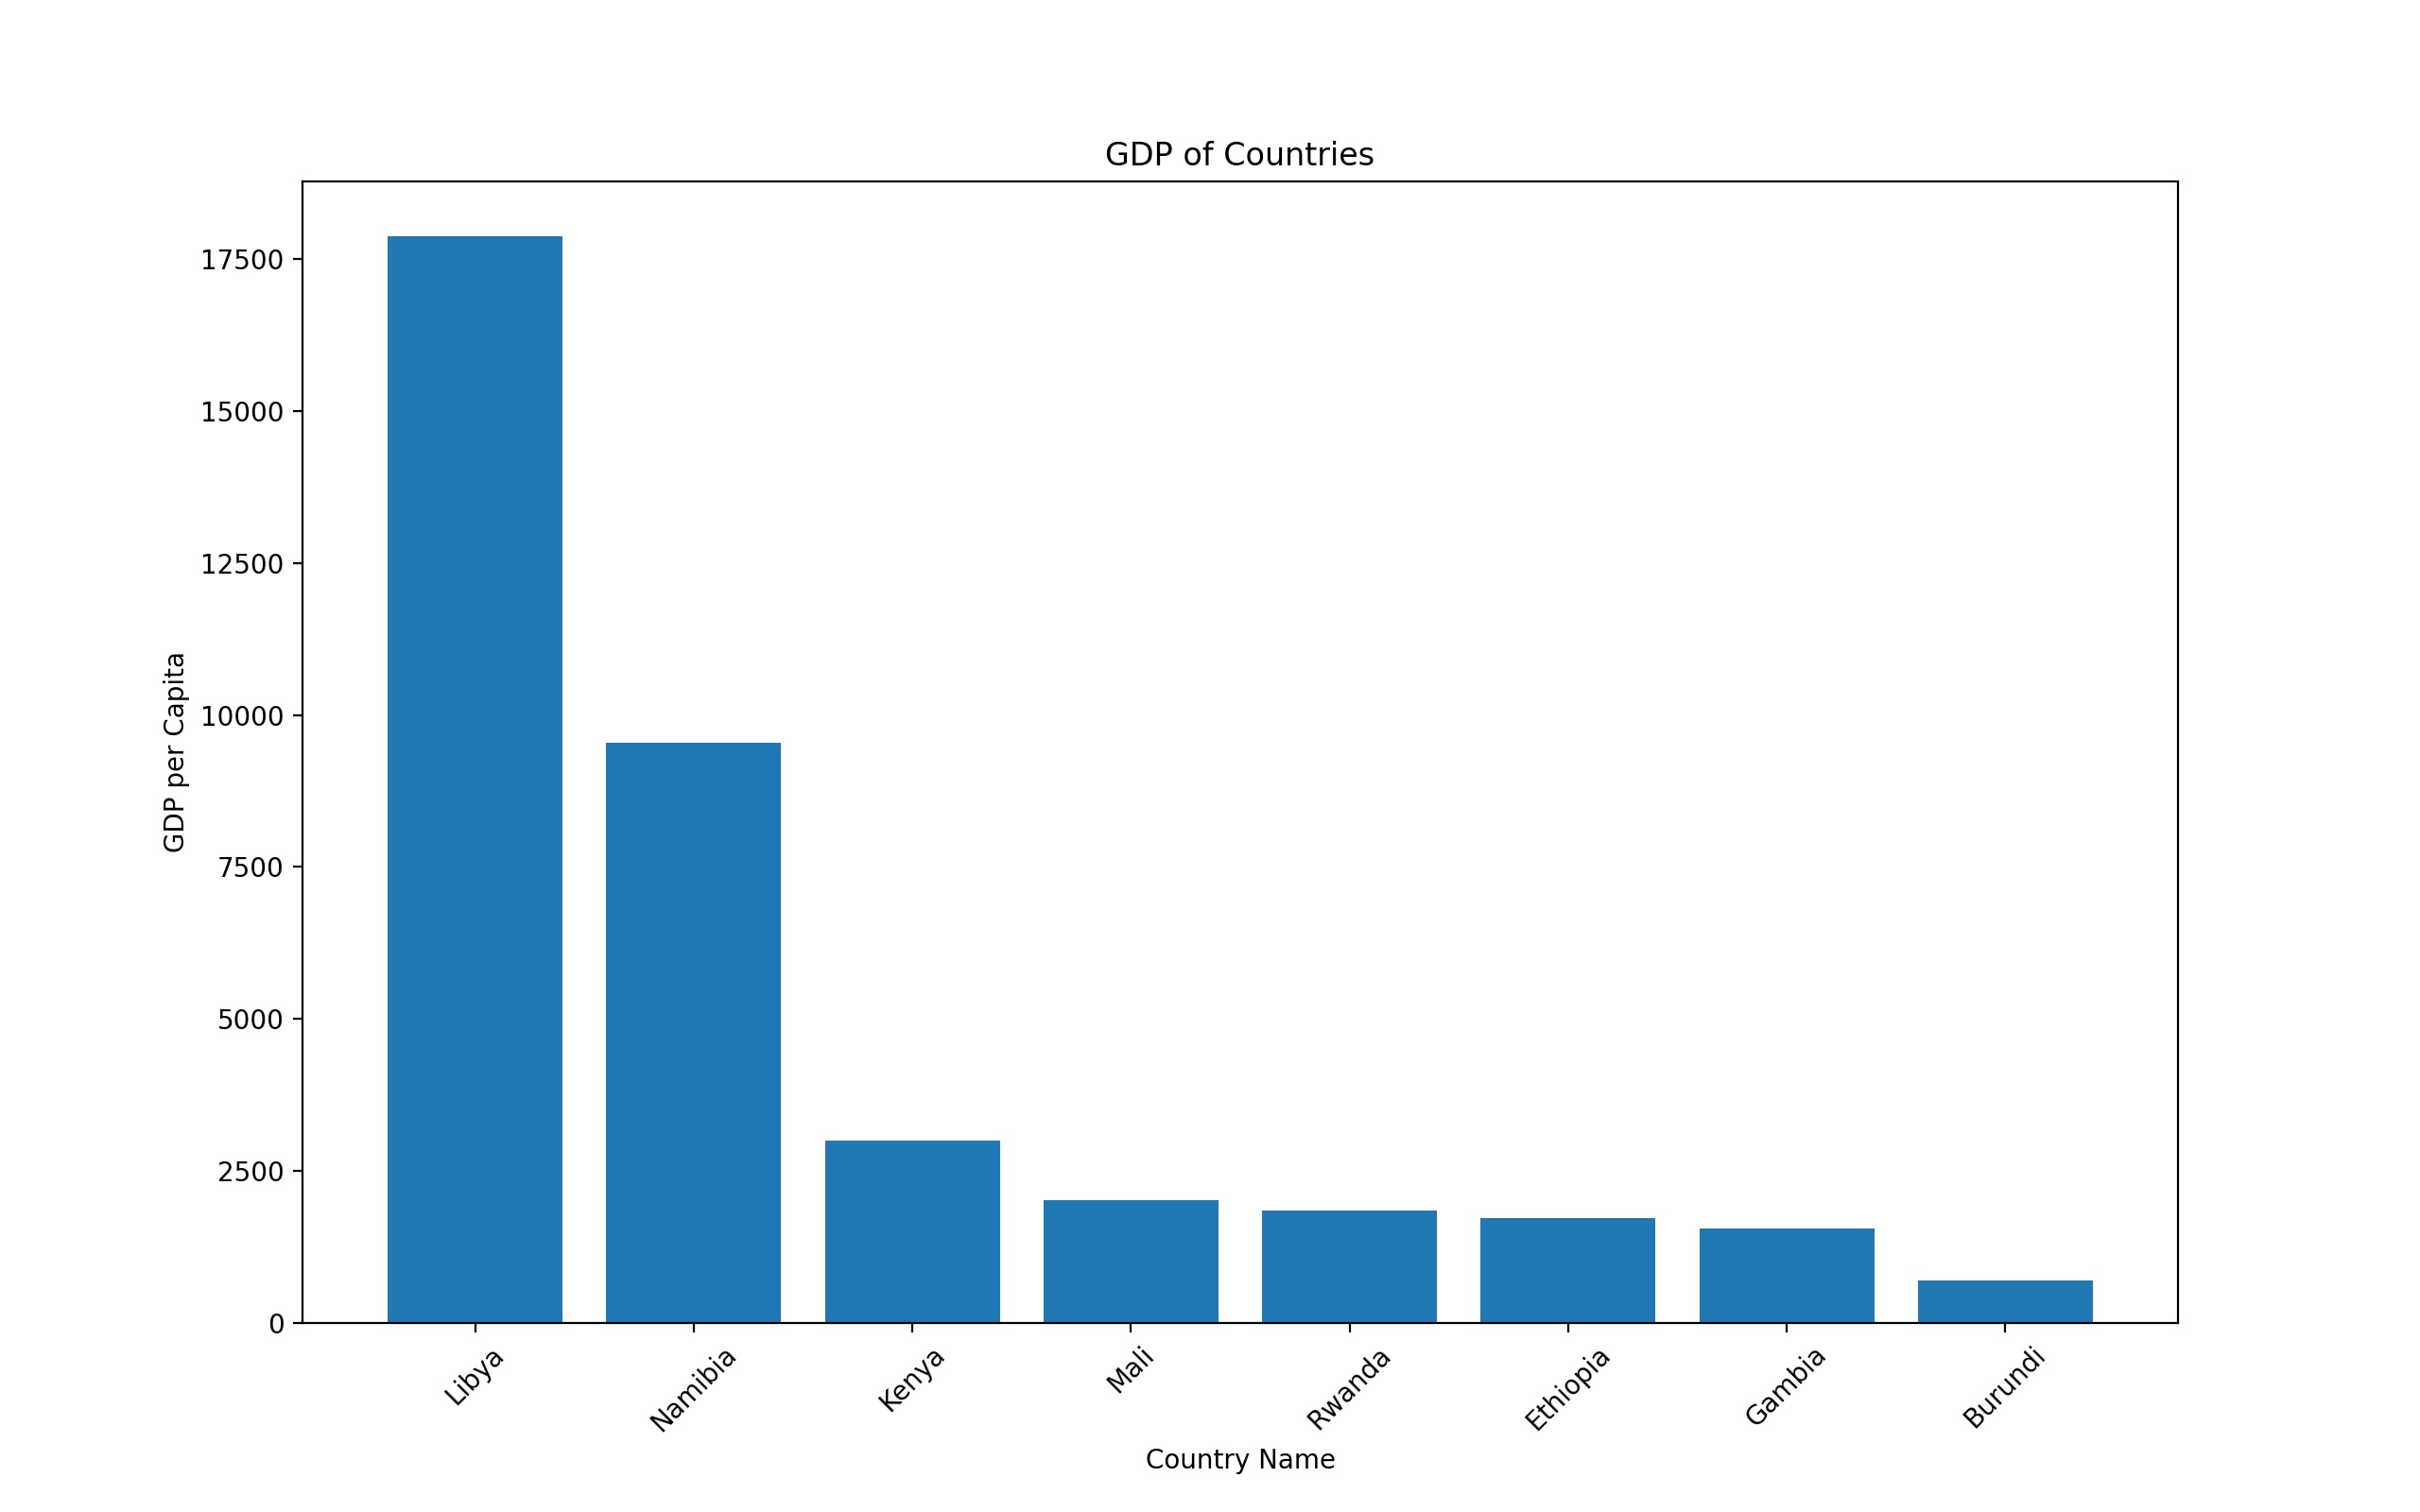 GDP of Countries
GDP per Capita
17500
15000
12500
10000
7500
5000
2500
0
Libya
Namibia
Kenya
Mali
Rwanda
Ethiopia
Gambia
Burundi
Country Name